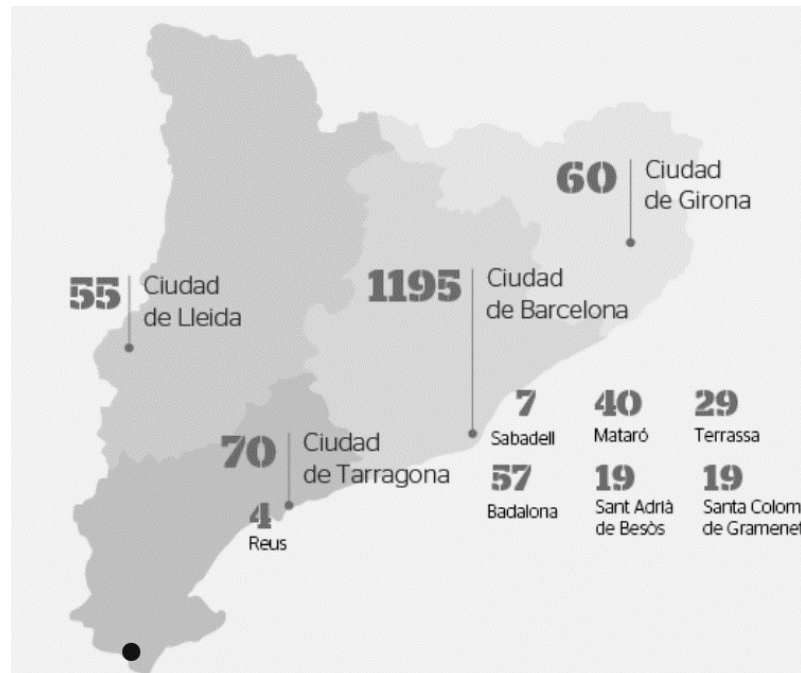 60
Ciudad
de Girona
55
Ciudad
de Lleida
1195
Ciudad
de Barcelona
7
Sabadell
40
Mataró
29
Terrassa
70
Ciudad
de Tarragona
57
Badalona
19
Sant Adrià
de Besòs
19
Santa Colom
de Gramenet
4
Reus